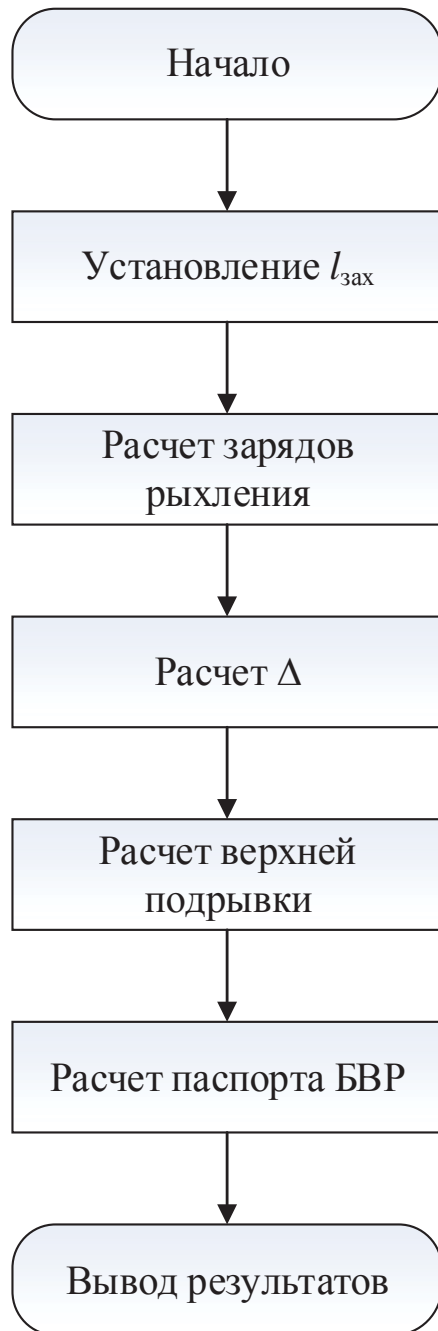 Начало
Установление lзах
Расчет зарядов
рыхления
Расчет Δ
Расчет верхней
подрывки
Расчет паспорта БВР
Вывод результатов